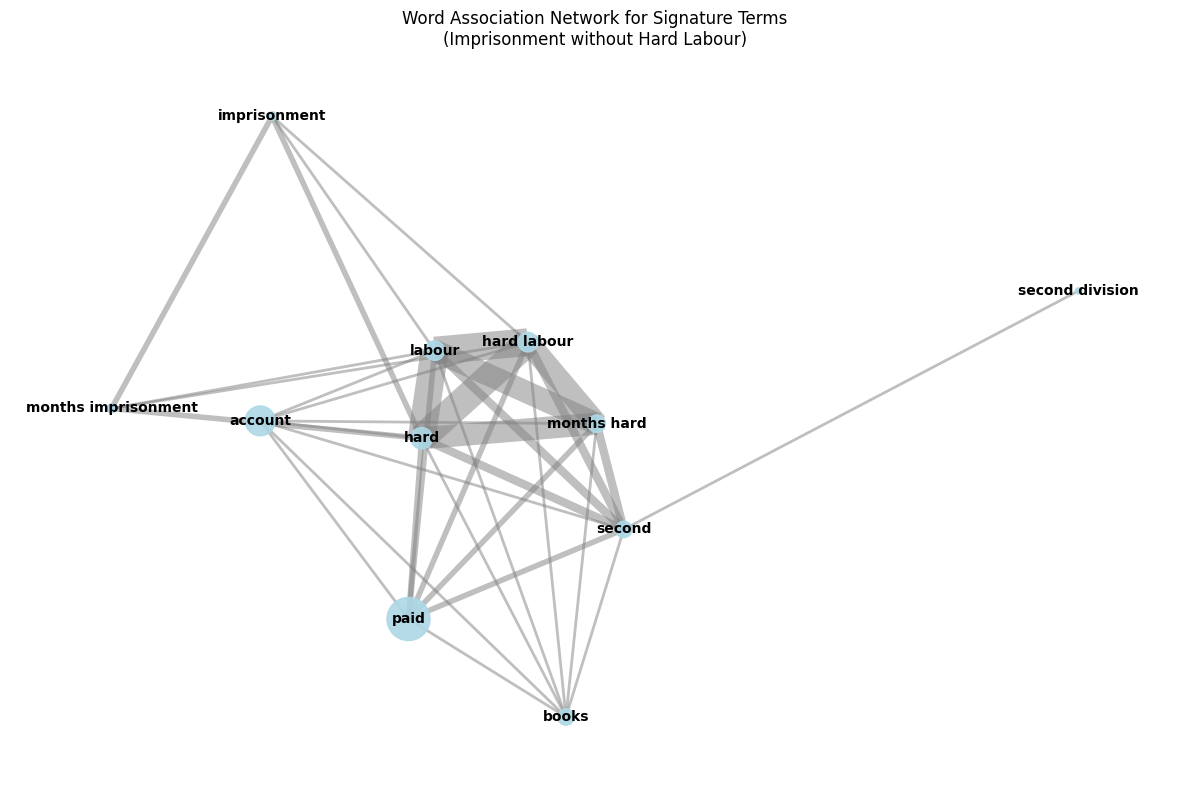 Word Association Network for Signature Terms
(Imprisonment without Hard Labour)
imprisonment
second division
hard labour
labour
months imprisonment
account
months hard
hard
second
paid
books